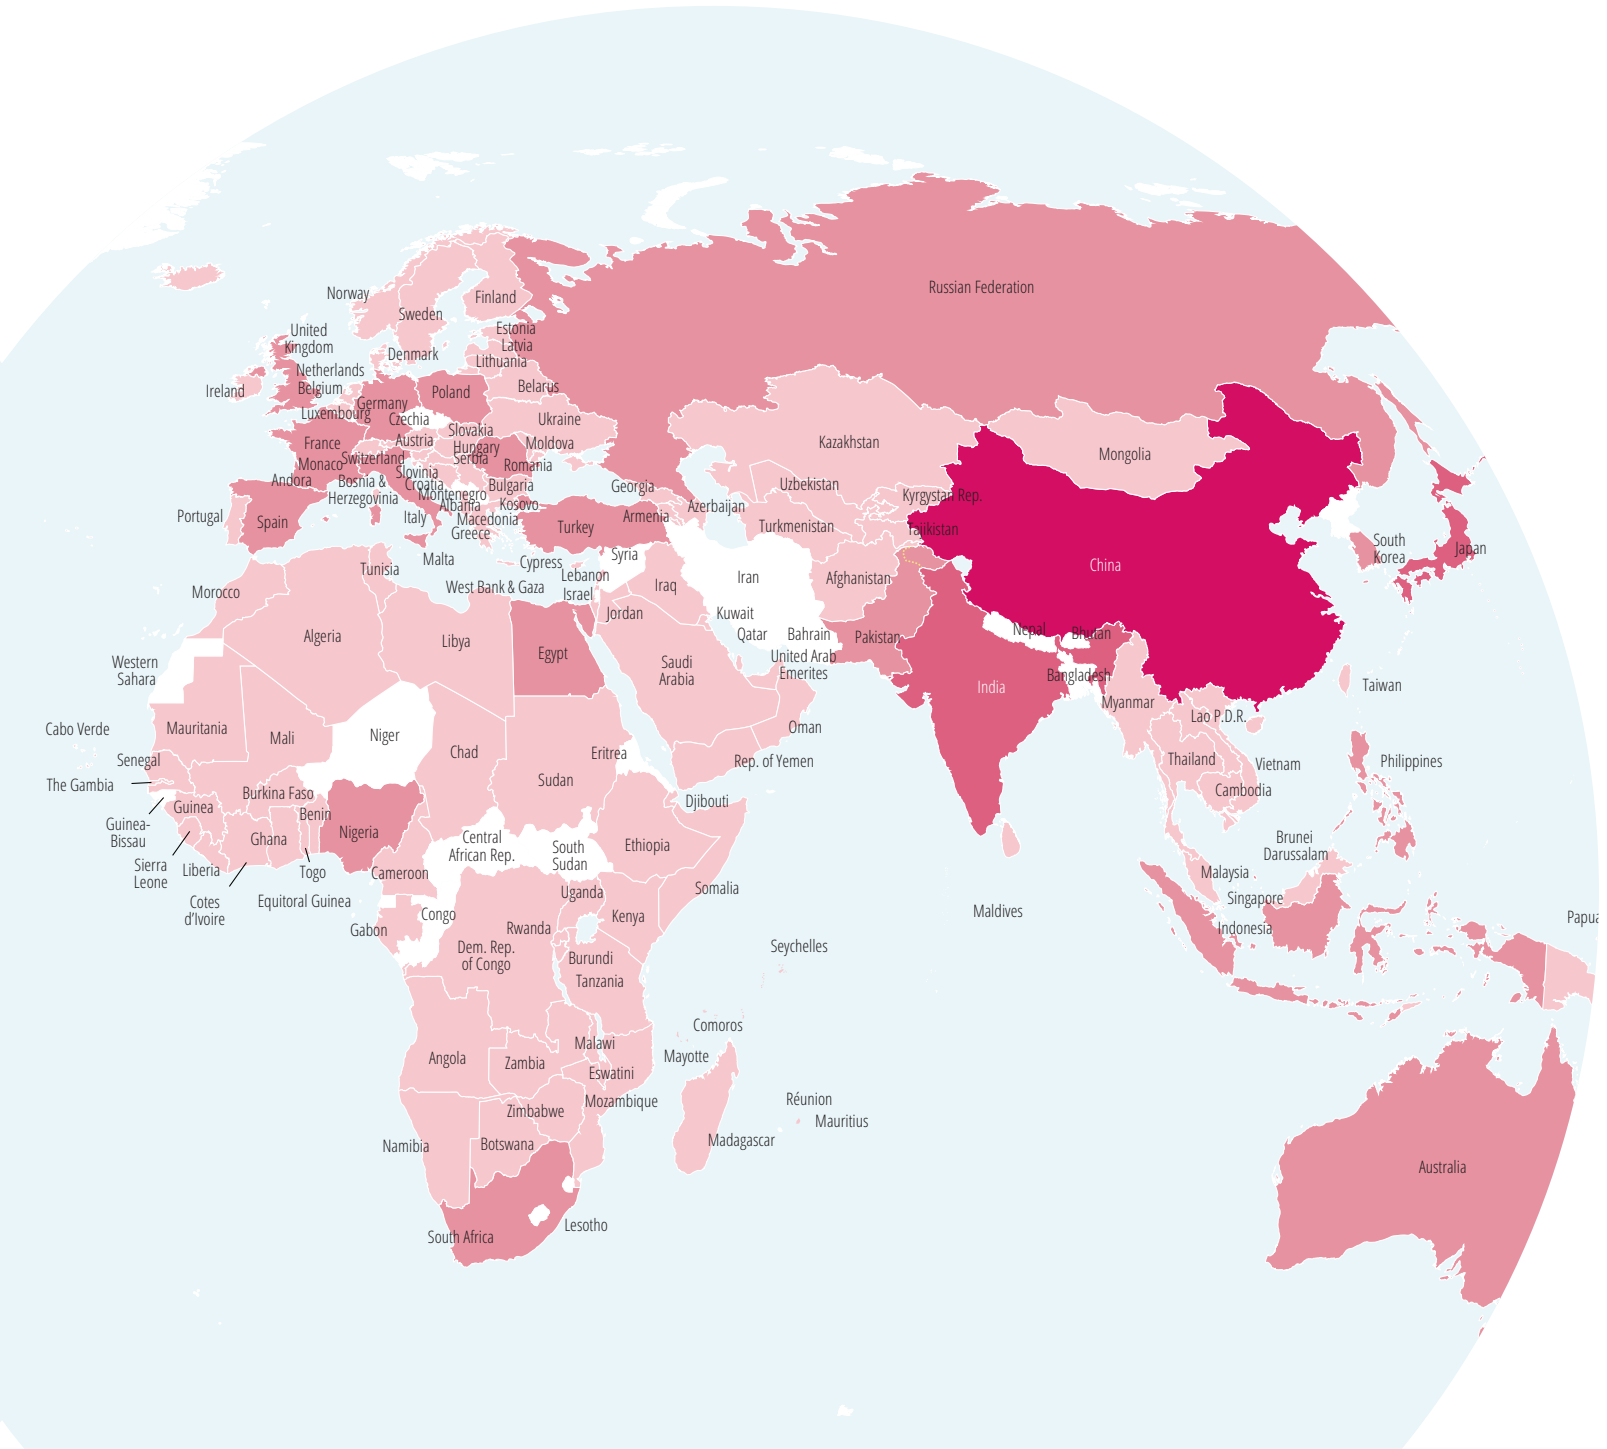 Russian Federation
Norway
Finland
Sweden
Estonia
United
Kingdom
Latvia
Denmark
Lithuania
Netherlands
Ireland
Belgium
Belarus
Poland
Germany
Luxembourg
Czechia
Ukraine
Slovakia
Austria
France
Hungary
Moldova
Kazakhstan
Mongolia
Switzerland
Serbia
Monaco
Romania
Slovinia
Andora
Bosnia &
Herzegovinia
Croatia
Bulgaria
Uzbekistan
Georgia
Montenegro
Kyrgystan Rep.
Albania
Kosovo
Azerbaijan
Portugal
Spain
Italy
Macedonia
Armenia
Turkey
Turkmenistan
Tajikistan
Greece
South
Korea
Japan
Malta
Syria
Cypress
China
Tunisia
Lebanon
Iran
Afghanistan
West Bank & Gaza
Iraq
Morocco
Israel
Jordan
Kuwait
Qatar
Bahrain
Pakistan
Nepal
Bhutan
Algeria
Libya
Egypt
United Arab
Emerites
Western
Sahara
Saudi
Arabia
Bangladesh
India
Taiwan
Myanmar
Lao P.D.R.
Cabo Verde
Mauritania
Mali
Niger
Oman
Chad
Eritrea
Senegal
Rep. of Yemen
Thailand
Vietnam
Philippines
The Gambia
Sudan
Burkina Faso
Cambodia
Guinea
Benin
Djibouti
Guinea-
Bissau
Nigeria
Ghana
Central
African Rep.
South
Sudan
Ethiopia
Brunei
Darussalam
Sierra
Leone
Liberia
Togo
Cameroon
Malaysia
Somalia
Uganda
Singapore
Cotes
d’Ivoire
Equitoral Guinea
Congo
Kenya
Maldives
Papua
Gabon
Rwanda
Indonesia
Dem. Rep.
of Congo
Seychelles
Burundi
Tanzania
Comoros
Malawi
Angola
Zambia
Mayotte
Eswatini
Mozambique
Réunion
Zimbabwe
Mauritius
Namibia
Botswana
Madagascar
Australia
South Africa
Lesotho